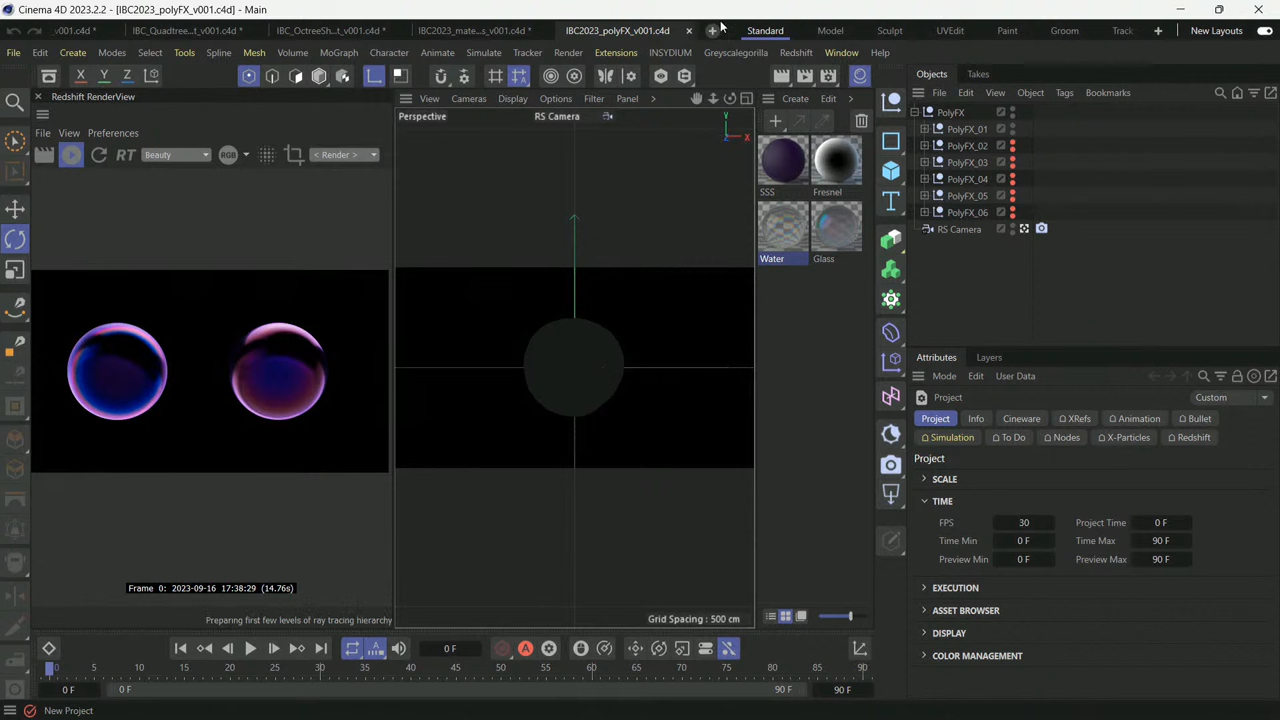 Cinema 4D 2023.2.2 - [IBC2023_polyFX_v001.c4d] - Main
_v001.c4d * IBC_Quadtree...t_v001.c4d * IBC_OctreeSh...t_v001.c4d * IBC2023_mate...s_v001.c4d * IBC2023_polyFX_v001.c4d Standard Model Sculpt UVEdit Paint Groom Track New Layouts
File Edit Create Modes Select Tools Mesh Volume MoGraph Character Animate Simulate Tracker Render Extensions INSYDIUM Greyscalegorilla Redshift Window Help
X Y Z
Redshift RenderView
File View Preferences
RT Beauty RGB < Render >
Frame 0: 2023-09-16 17:38:29 (14.76s)
Preparing first few levels of ray tracing hierarchy
View Cameras Display Options Filter Panel
Perspective RS Camera
Y
X
Z
Grid Spacing : 500 cm
Create Edit
SSS Fresnel
Water Glass
T
Objects Takes
File Edit View Object Tags Bookmarks
PolyFX
PolyFX_01
PolyFX_02
PolyFX_03
PolyFX_04
PolyFX_05
PolyFX_06
RS Camera
Attributes Layers
Mode Edit User Data
Project Custom
Project Info Cineware XRefs Animation Bullet
Simulation To Do Nodes X-Particles Redshift
Project
SCALE
TIME
FPS 30 Project Time 0 F
Time Min 0 F Time Max 90 F
Preview Min 0 F Preview Max 90 F
EXECUTION
ASSET BROWSER
DISPLAY
COLOR MANAGEMENT
A 0 F A
0 5 10 15 20 25 30 35 40 45 50 55 60 65 70 75 80 85 90
0 F 0 F 90 F 90 F
New Project